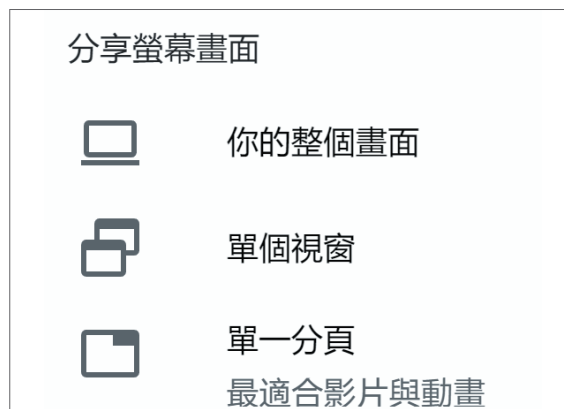 分享螢幕畫面
你的整個畫面
單個視窗
單一分頁
最適合影片與動畫